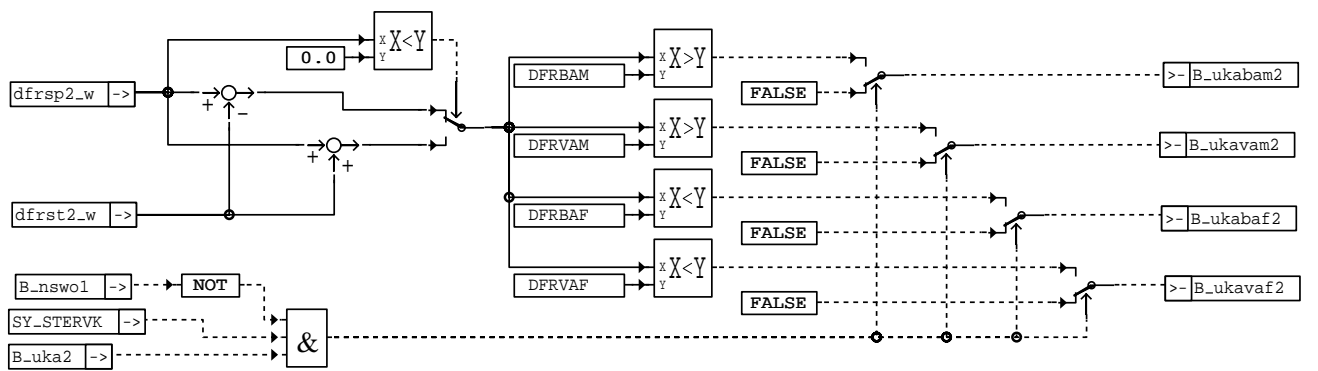 x X<Y
0.0 Y
dfrsp2_w ->
+ -
+ +
dfrst2_w ->
x X>Y
DFRBAM Y
FALSE
>- B_ukabam2
x X>Y
DFRVAM Y
FALSE
>- B_ukavam2
x X<Y
DFRBAF Y
FALSE
>- B_ukabaf2
x X<Y
DFRVAF Y
FALSE
>- B_ukavaf2
B_nswo1 -> NOT
SY_STERVK ->
&
B_uka2 ->